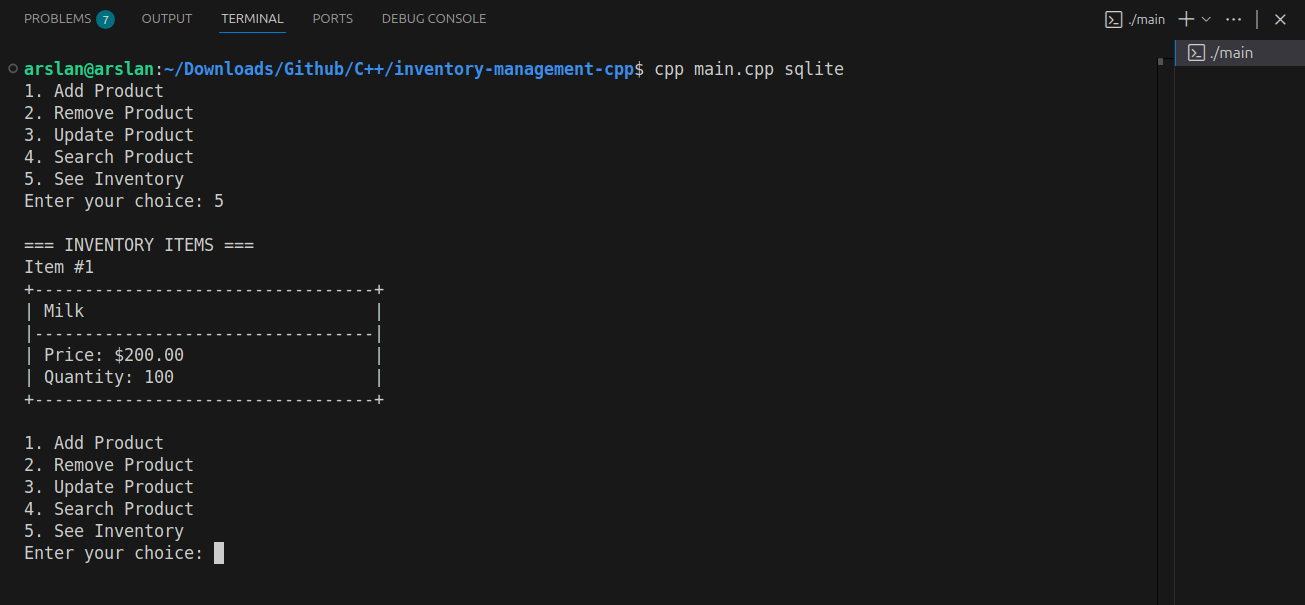 PROBLEMS 7 OUTPUT TERMINAL PORTS DEBUG CONSOLE ./main
./main
arslan@arslan:~/Downloads/Github/C++/inventory-management-cpp$ cpp main.cpp sqlite
1. Add Product
2. Remove Product
3. Update Product
4. Search Product
5. See Inventory
Enter your choice: 5
=== INVENTORY ITEMS ===
Item #1
+----------------------------------+
| Milk                             |
|----------------------------------|
| Price: $200.00                   |
| Quantity: 100                    |
+----------------------------------+
1. Add Product
2. Remove Product
3. Update Product
4. Search Product
5. See Inventory
Enter your choice: